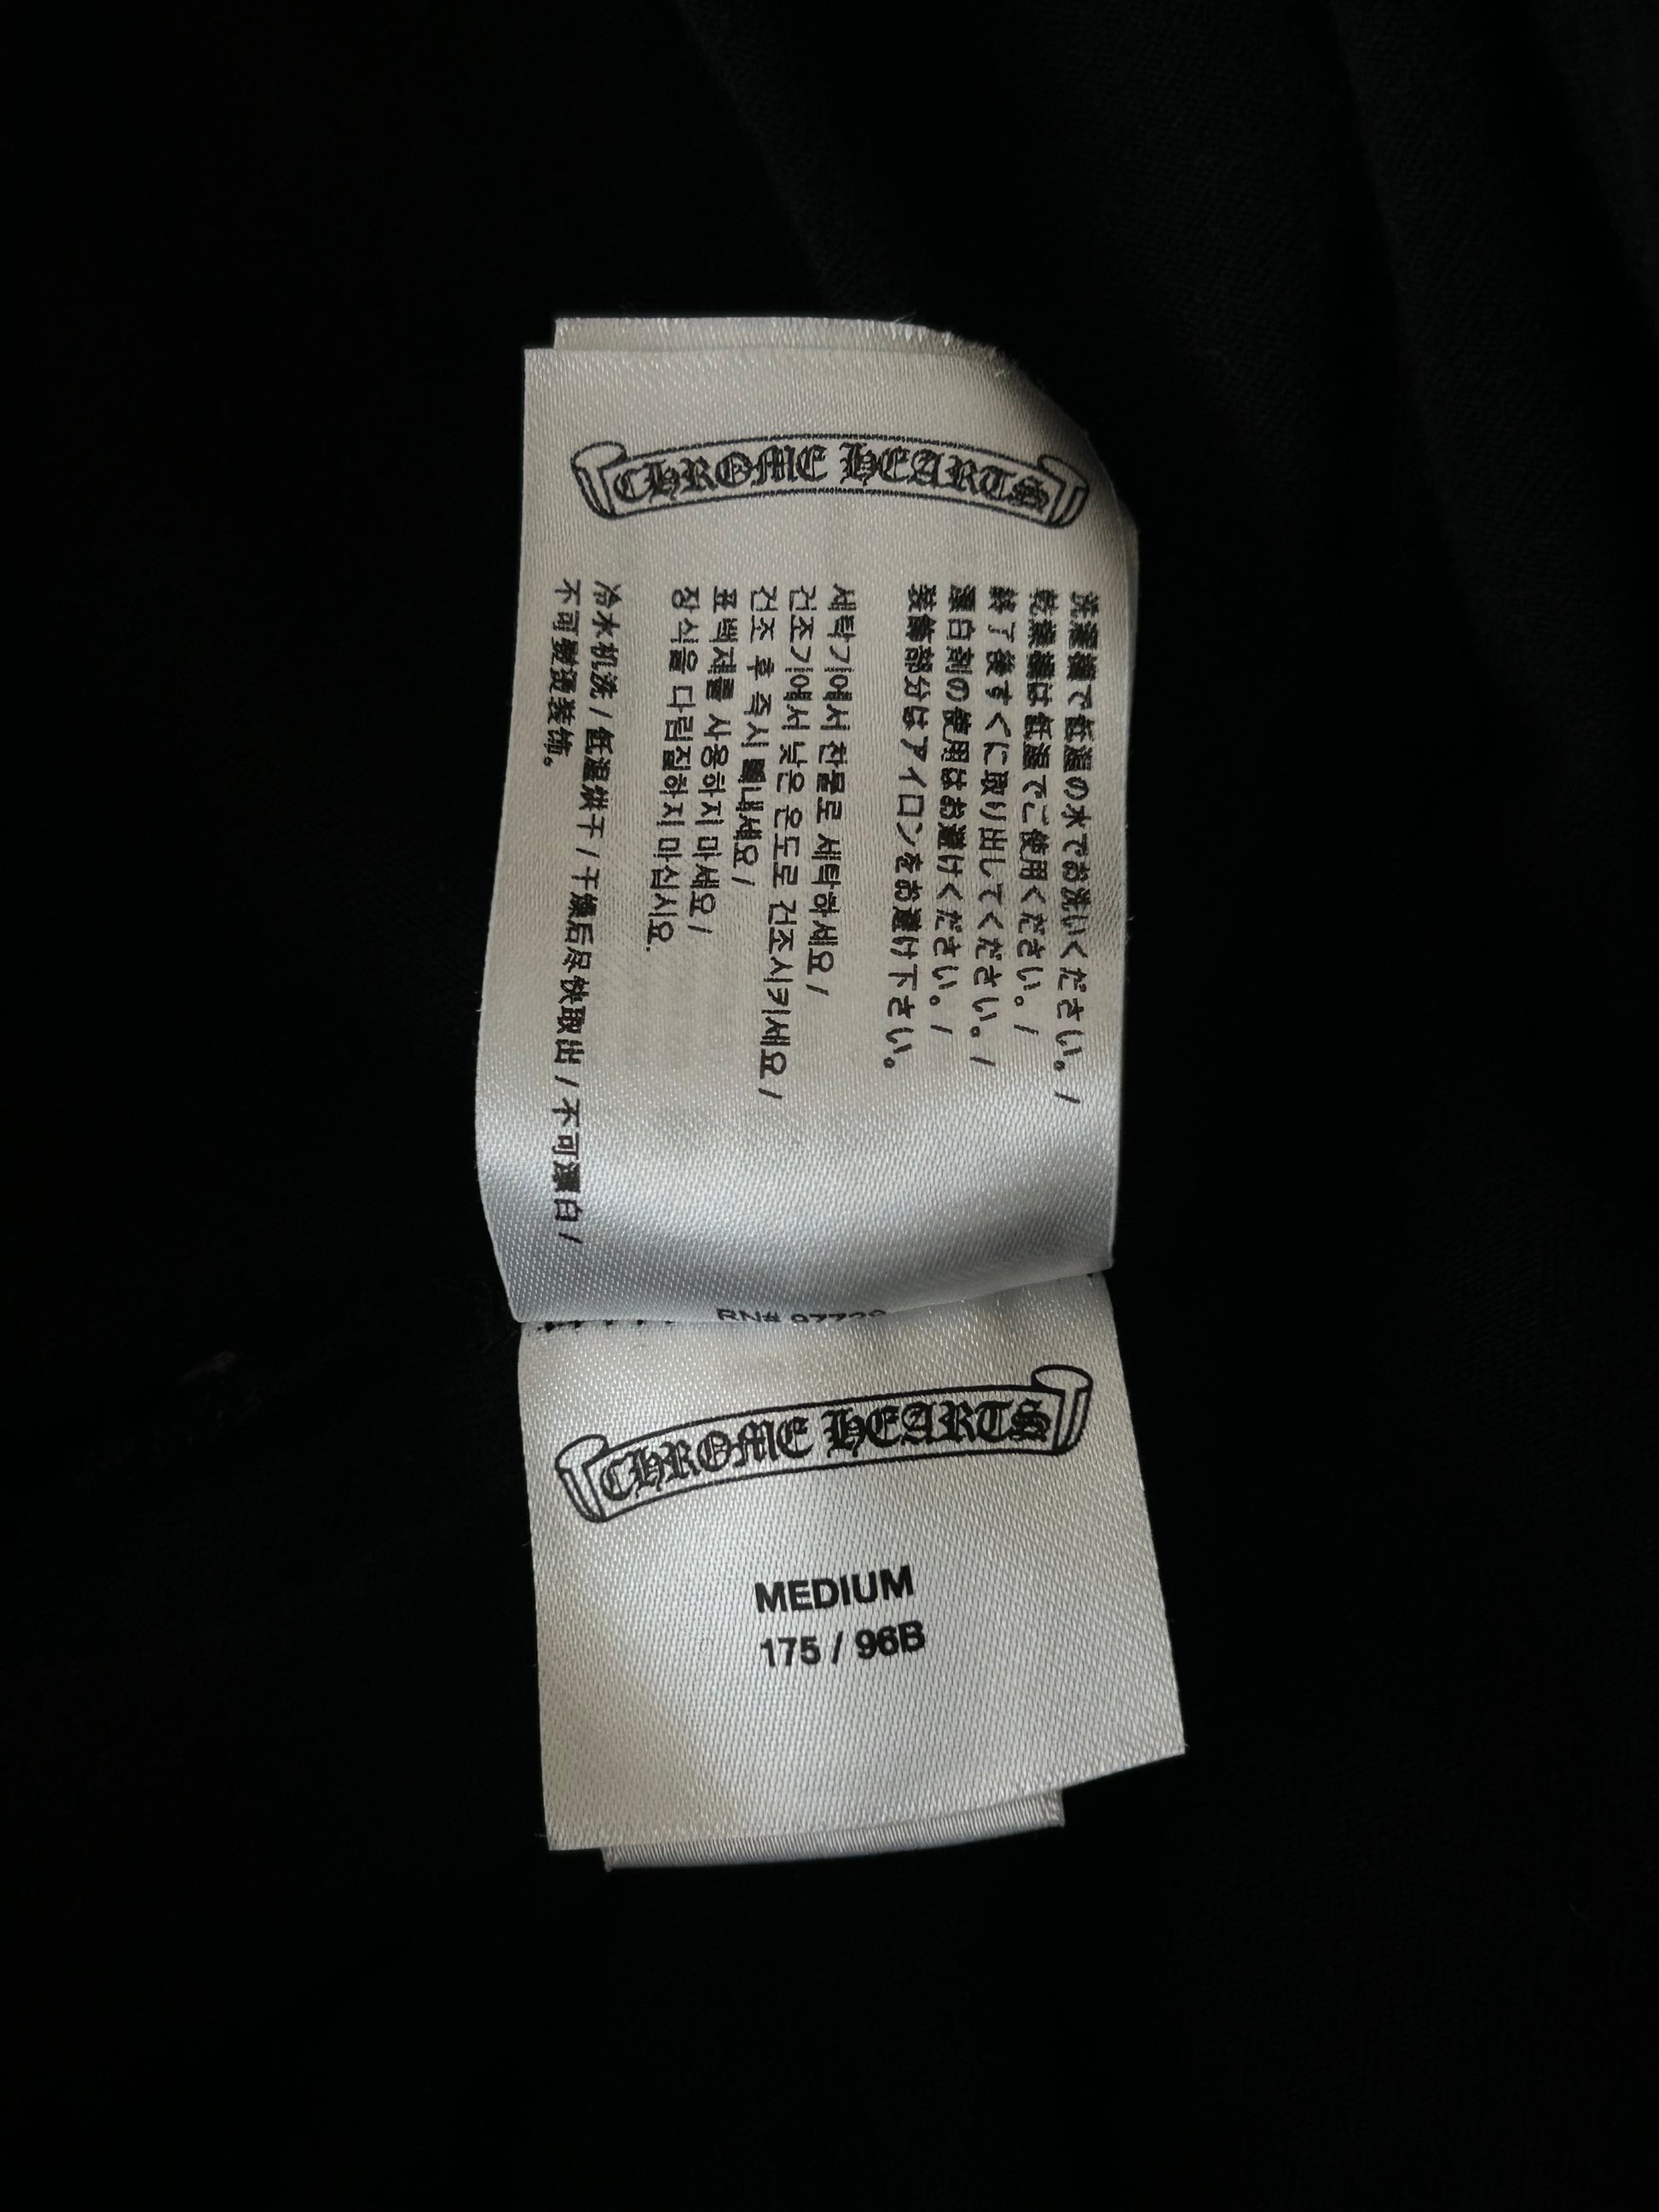 CHROME HEARTS
洗濯機で低温の水でお洗いください。/
乾燥機は低温でご使用ください。/
終了後すぐに取り出してください。/
漂白剤の使用はお避けください。/
装飾部分はアイロンをお避け下さい。
세탁기에서 찬물로 세탁하세요 /
건조기에서 낮은 온도로 건조시키세요 /
건조 후 즉시 꺼내세요 /
표백제를 사용하지 마세요 /
장식을 다림질하지 마십시오.
冷水机洗 / 低温烘干 / 干燥后尽快取出 / 不可漂白 /
不可熨烫装饰。
RN#
CHROME HEARTS
MEDIUM
175 / 96B